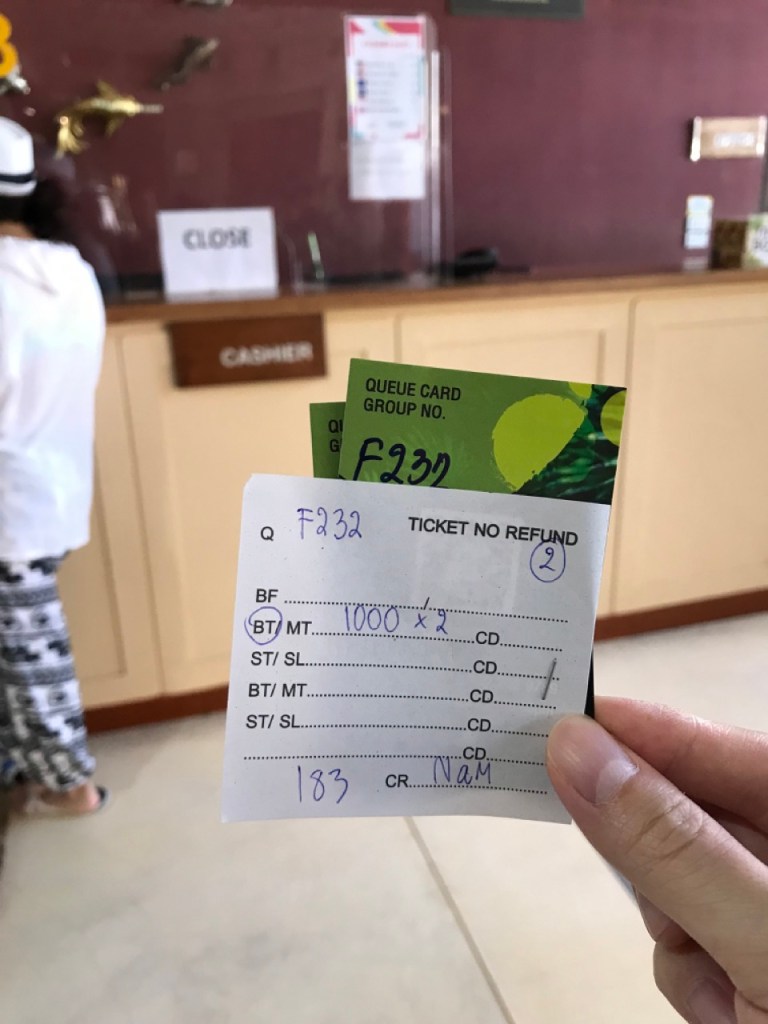 CLOSE
CASHIER
QUEUE CARD
GROUP NO.
F232
QU
G
Q F232 TICKET NO REFUND
2
BF
BT/ MT 1000 x 2 CD
ST/ SL CD
BT/ MT CD
ST/ SL CD
CD
183 CR NaM